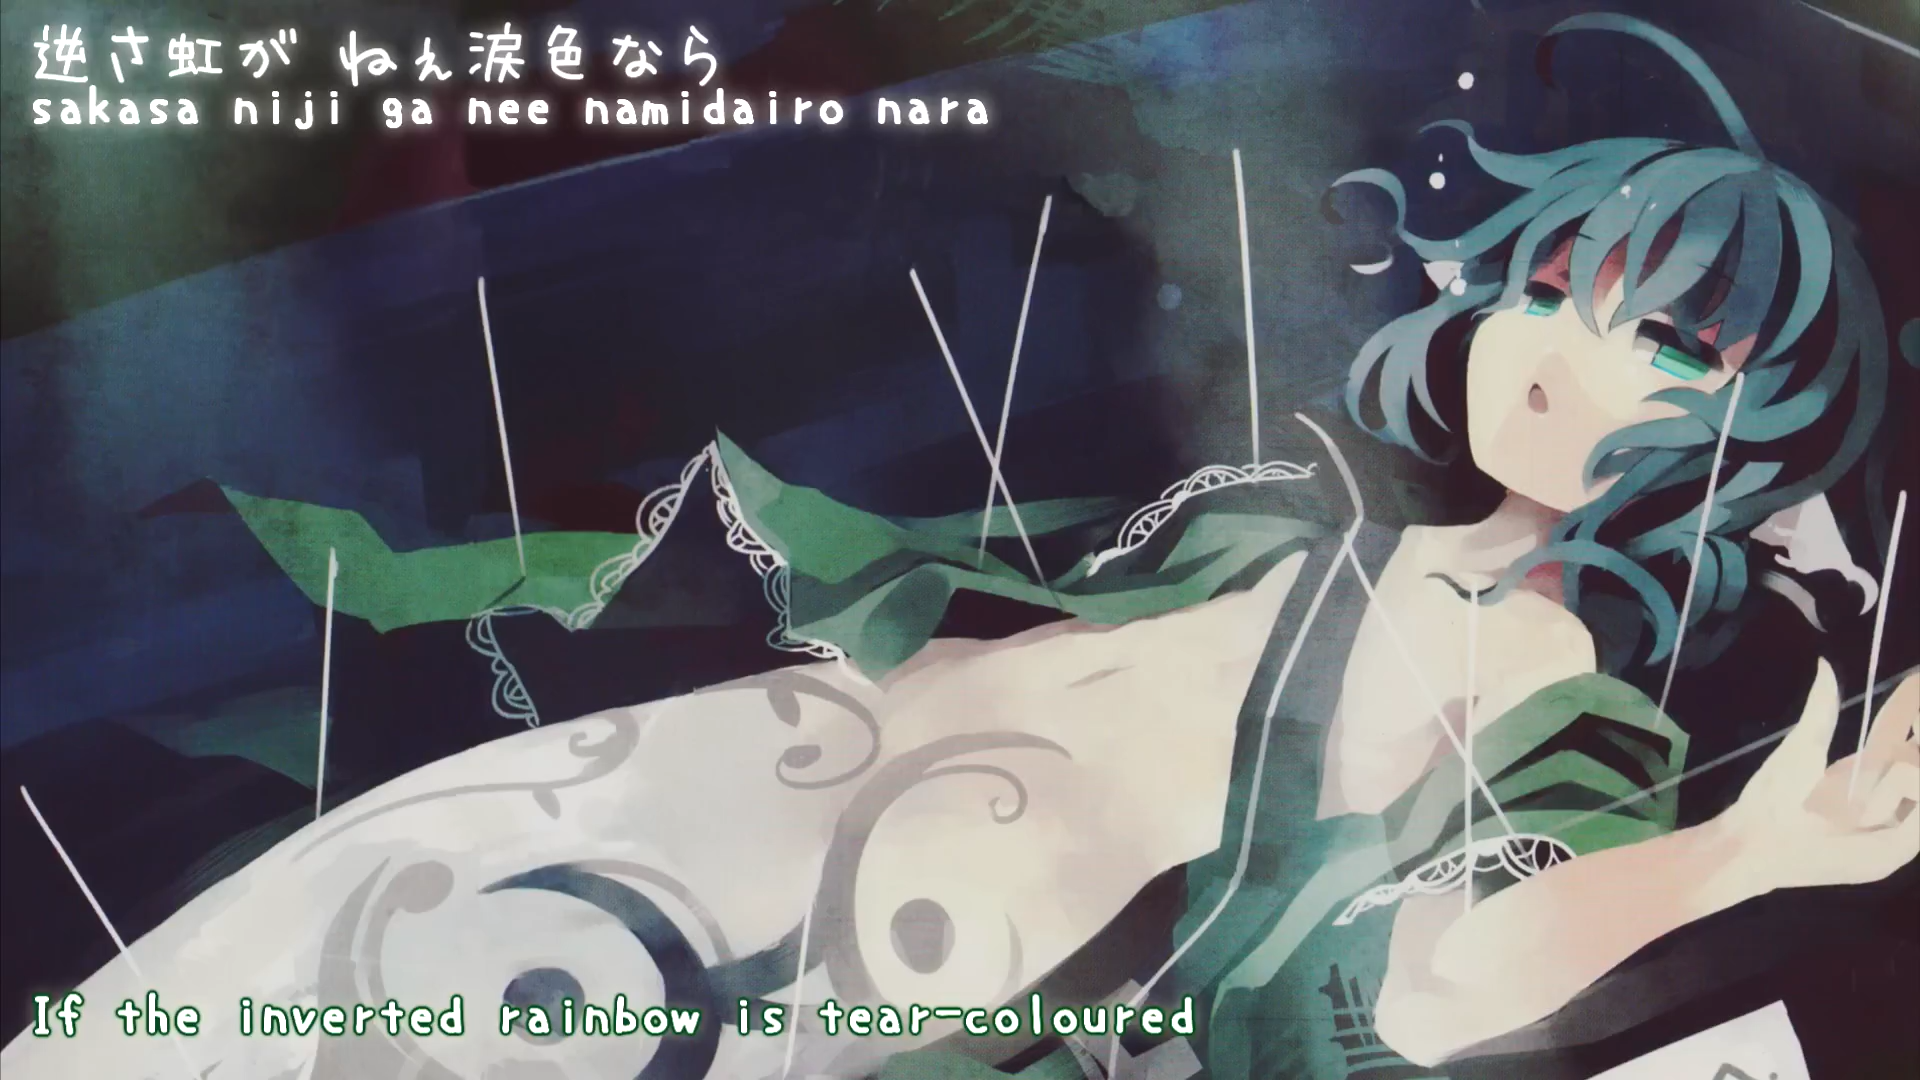 逆さ虹が ねぇ涙色なら
sakasa niji ga nee namidairo nara
If the inverted rainbow is tear-coloured